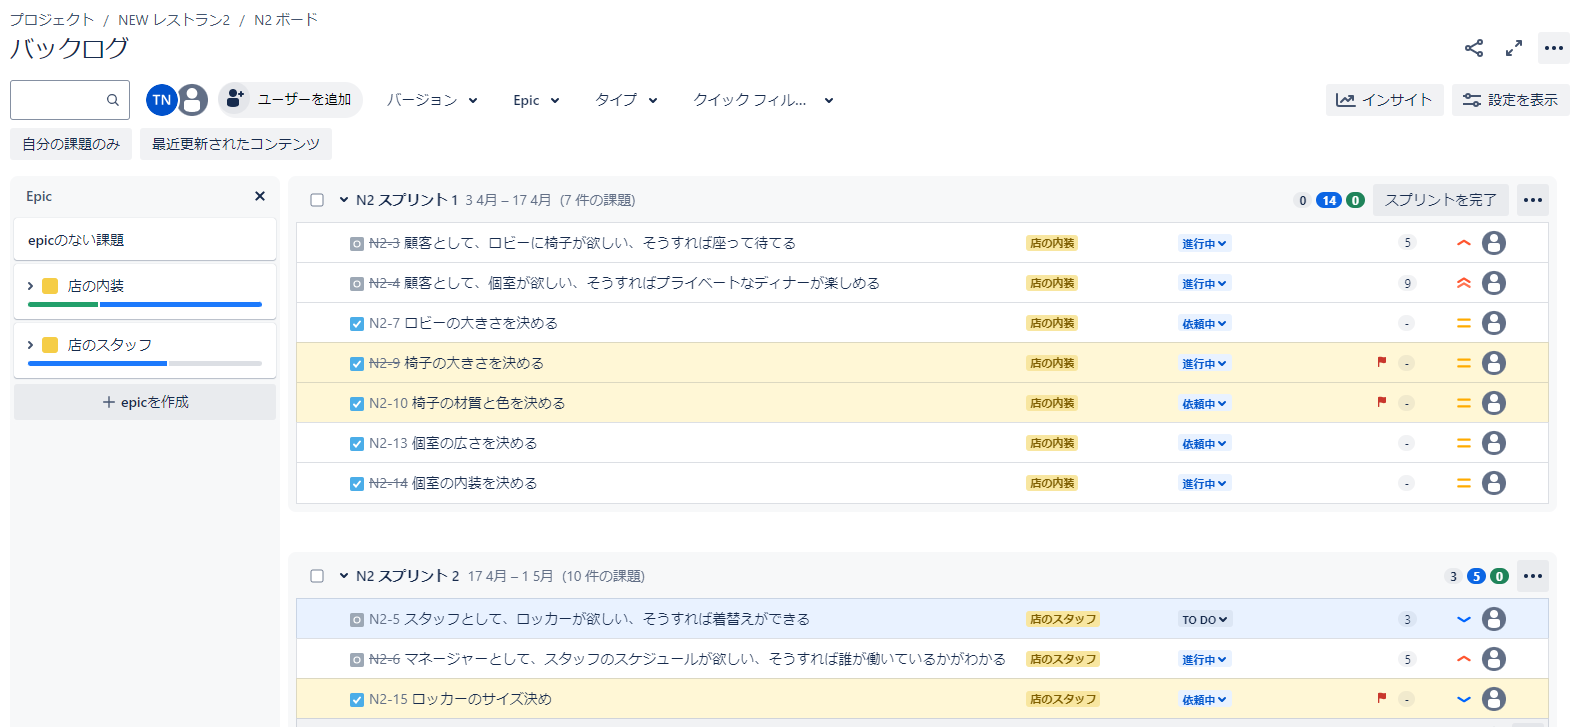 プロジェクト / NEW レストラン2 / N2 ボード
バックログ
TN ユーザーを追加 バージョン Epic タイプ クイック フィル... インサイト 設定を表示
自分の課題のみ 最近更新されたコンテンツ
Epic
epicのない課題
店の内装
店のスタッフ
+ epicを作成
N2 スプリント 1 3 4月 – 17 4月 (7 件の課題) 0 14 0 スプリントを完了
N2-3 顧客として、ロビーに椅子が欲しい、そうすれば座って待てる 店の内装 進行中 5
N2-4 顧客として、個室が欲しい、そうすればプライベートなディナーが楽しめる 店の内装 進行中 9
N2-7 ロビーの大きさを決める 店の内装 依頼中 -
N2-9 椅子の大きさを決める 店の内装 進行中 -
N2-10 椅子の材質と色を決める 店の内装 依頼中 -
N2-13 個室の広さを決める 店の内装 依頼中 -
N2-14 個室の内装を決める 店の内装 進行中 -
N2 スプリント 2 17 4月 – 1 5月 (10 件の課題) 3 5 0
N2-5 スタッフとして、ロッカーが欲しい、そうすれば着替えができる 店のスタッフ TO DO 3
N2-6 マネージャーとして、スタッフのスケジュールが欲しい、そうすれば誰が働いているかがわかる 店のスタッフ 進行中 5
N2-15 ロッカーのサイズ決め 店のスタッフ 依頼中 -